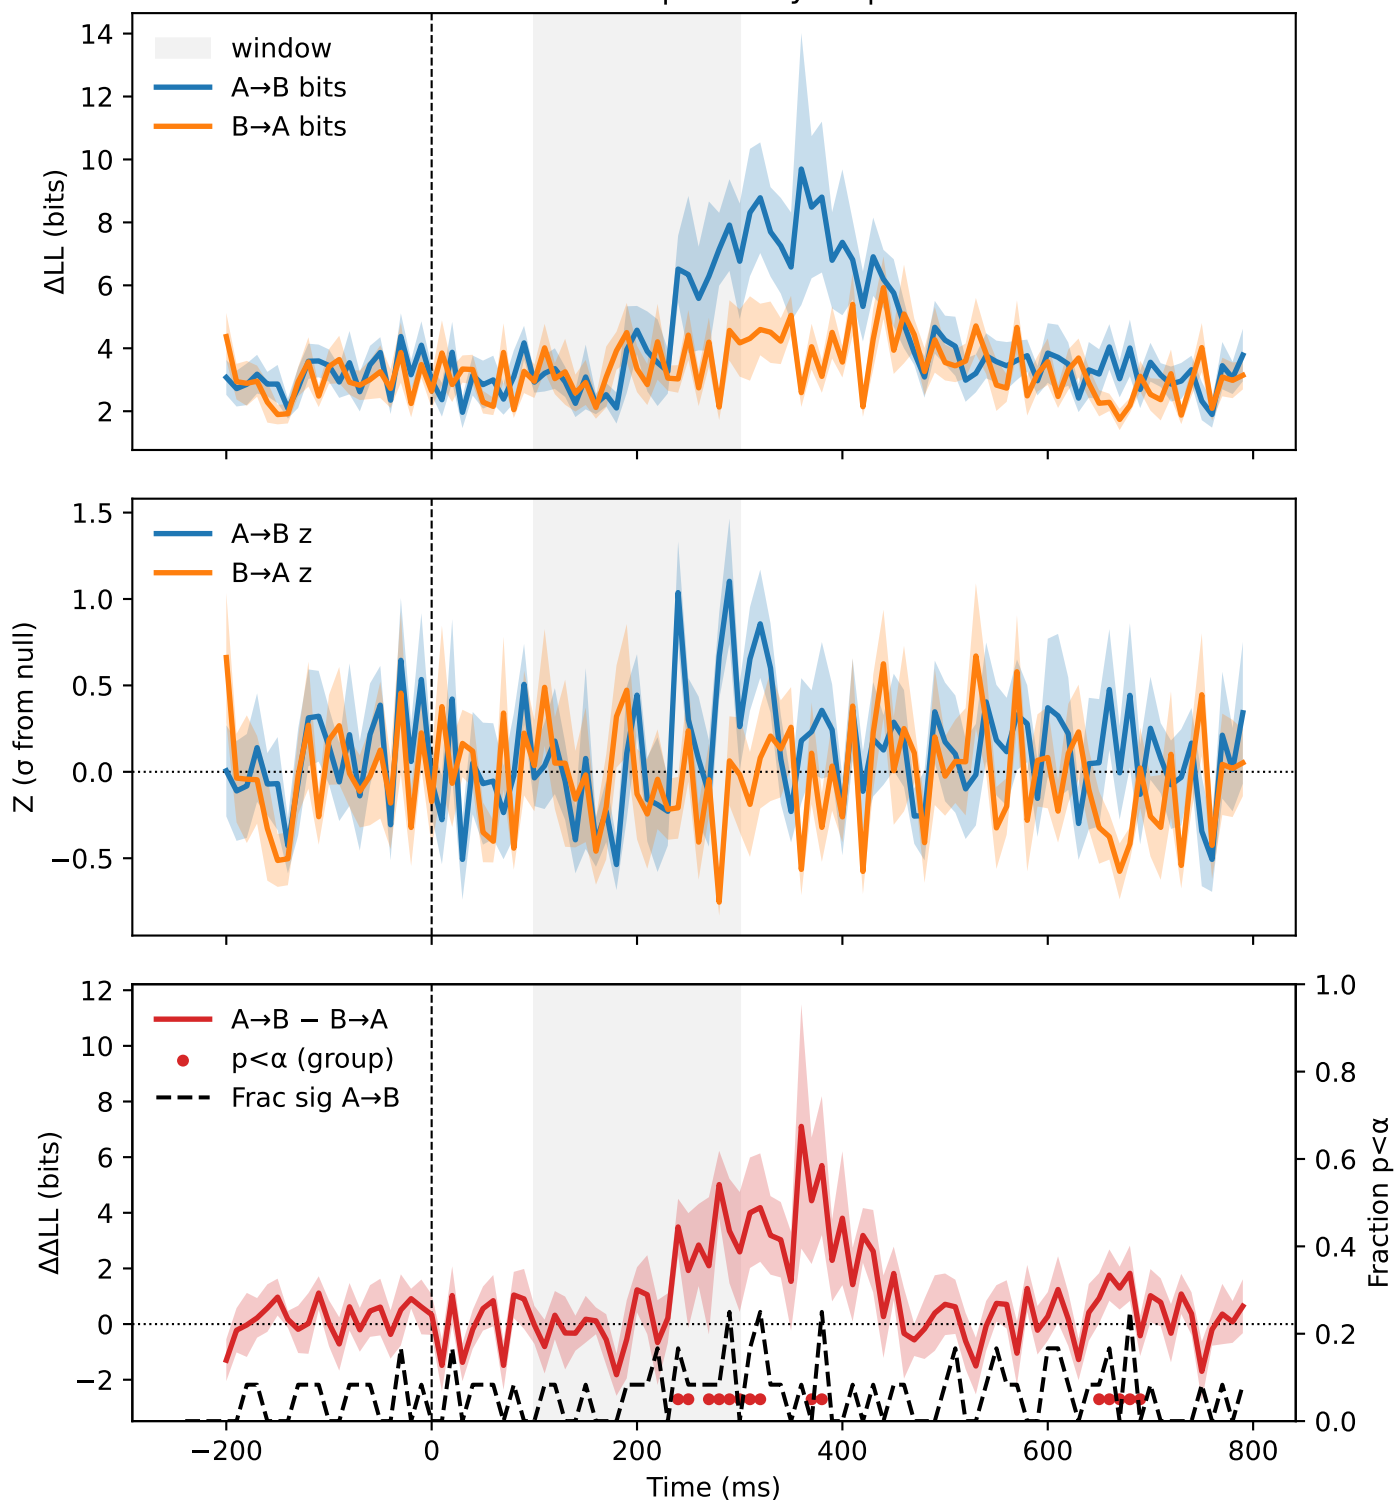 14
12
10
8
6
4
2
ΔLL (bits)
window
A→B bits
B→A bits
1.5
1.0
0.5
0.0
−0.5
Z (σ from null)
A→B z
B→A z
12
10
8
6
4
2
0
−2
ΔΔLL (bits)
A→B − B→A
p<α (group)
Frac sig A→B
1.0
0.8
0.6
0.4
0.2
0.0
Fraction p<α
−200
0
200
400
600
800
Time (ms)